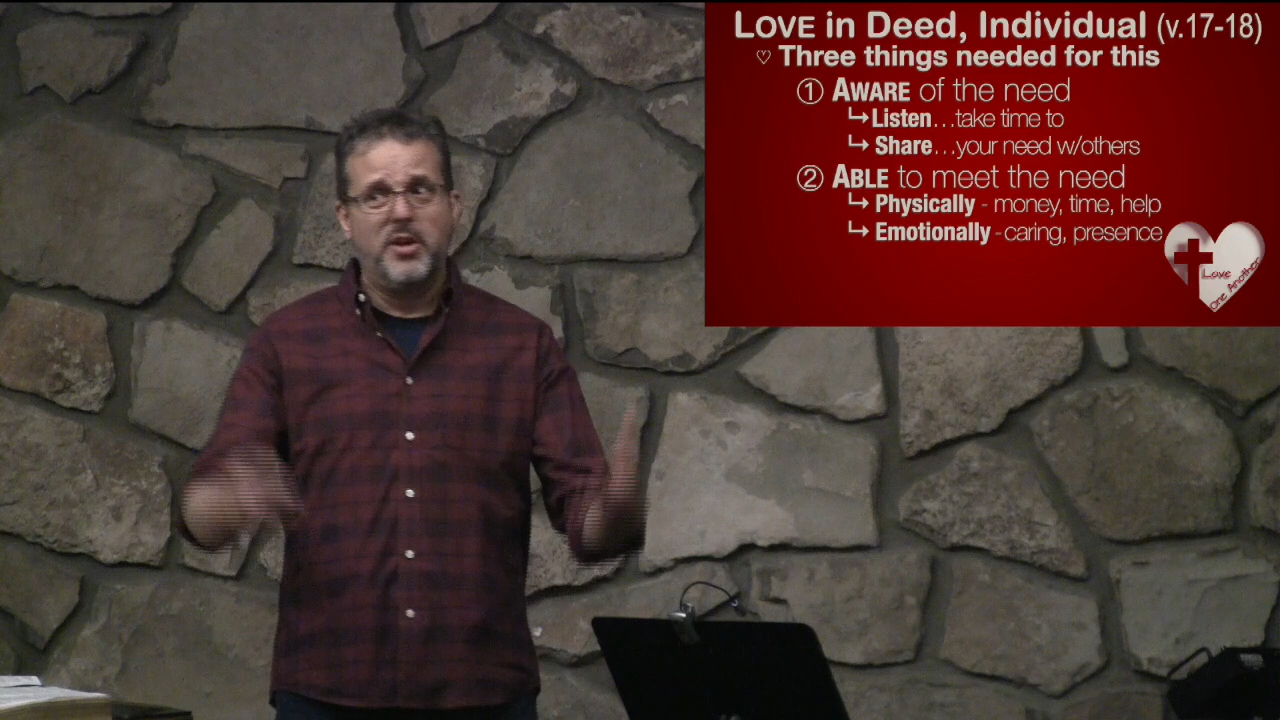 LOVE in Deed, Individual (v.17-18)
♡ Three things needed for this
① AWARE of the need
↳ Listen...take time to
↳ Share...your need w/others
② ABLE to meet the need
↳ Physically - money, time, help
↳ Emotionally - caring, presence
Love
One Another